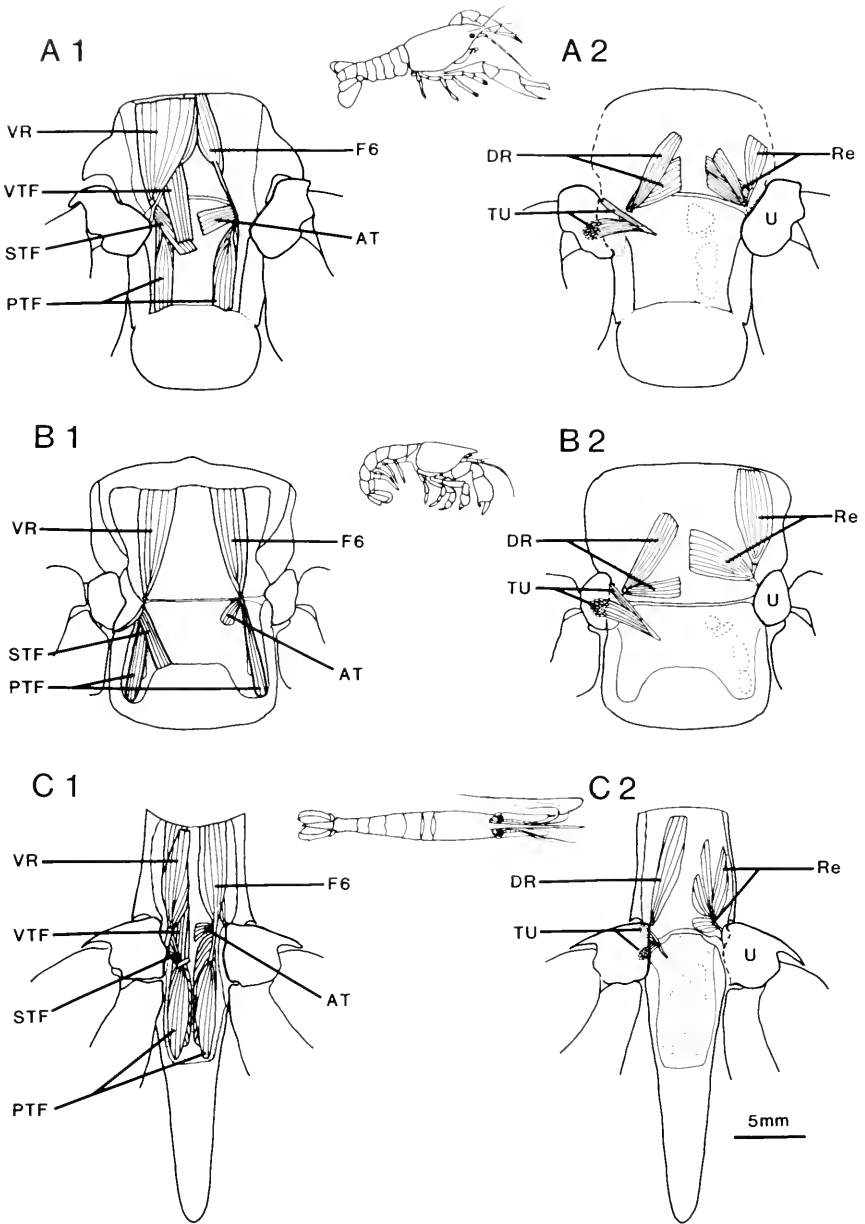 A 1
A 2
VR
F6
VTF
STF
AT
PTF
DR
Re
TU
U
B 1
B 2
VR
F6
STF
PTF
AT
Re
DR
TU
U
C 1
C 2
VR
F6
VTF
STF
AT
PTF
DR
Re
TU
U
5mm